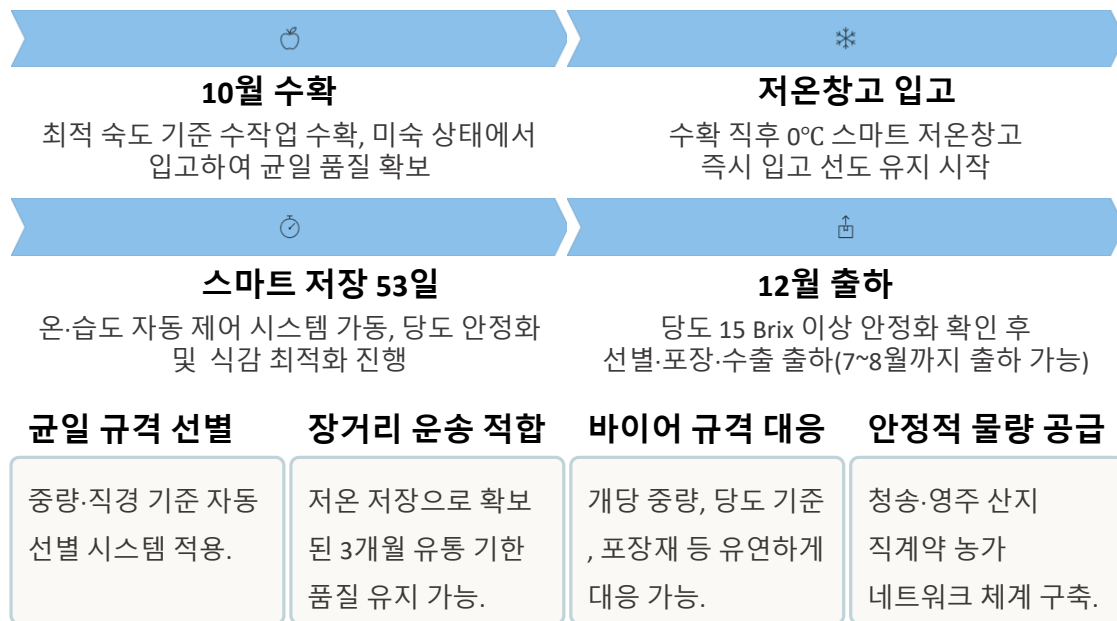 10월 수확
저온창고 입고
최적 숙도 기준 수작업 수확, 미숙 상태에서
입고하여 균일 품질 확보
수확 직후 0℃ 스마트 저온창고
즉시 입고 선도 유지 시작
스마트 저장 53일
12월 출하
온·습도 자동 제어 시스템 가동, 당도 안정화
및 식감 최적화 진행
당도 15 Brix 이상 안정화 확인 후
선별·포장·수출 출하(7~8월까지 출하 가능)
균일 규격 선별
장거리 운송 적합
바이어 규격 대응
안정적 물량 공급
중량·직경 기준 자동
선별 시스템 적용.
저온 저장으로 확보
된 3개월 유통 기한
품질 유지 가능.
개당 중량, 당도 기준
, 포장재 등 유연하게
대응 가능.
청송·영주 산지
직계약 농가
네트워크 체계 구축.